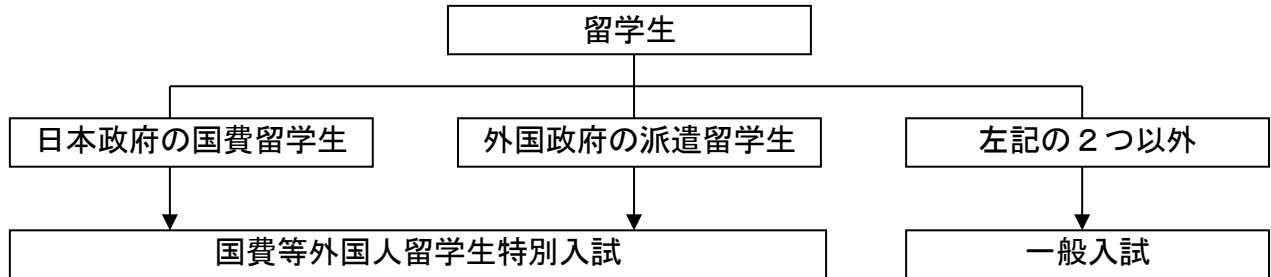 留学生
日本政府の国費留学生
外国政府の派遣留学生
左記の２つ以外
国費等外国人留学生特別入試
一般入試